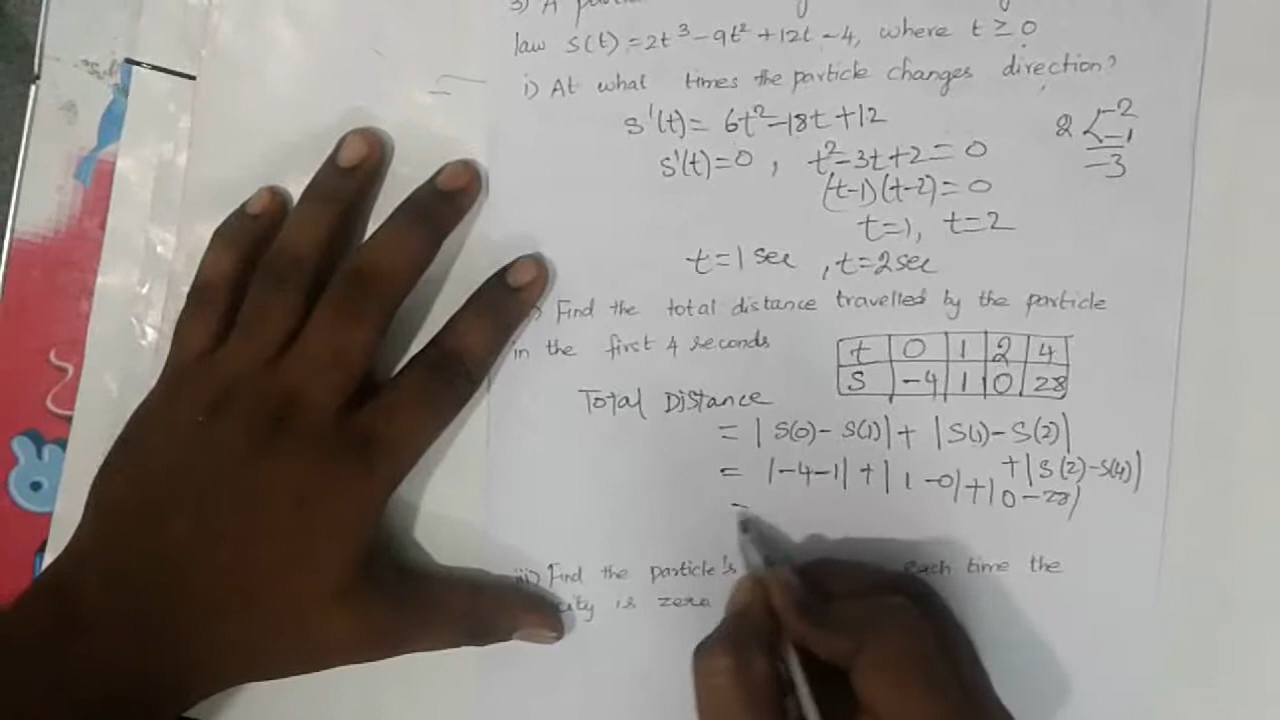 3) A
law s(t) = 2t³ - 9t² + 12t - 4, where t ≥ 0
i) At what times the particle changes direction?
s'(t) = 6t² - 18t + 12
2 < -2
-1
-3
s'(t) = 0 , t² - 3t + 2 = 0
(t-1)(t-2) = 0
t=1, t=2
t=1 sec , t=2sec
) Find the total distance travelled by the particle
in the first 4 seconds
t 0 1 2 4
S -4 1 0 28
Total Distance
= | S(0) - S(1) | + | S(1) - S(2) |
+ | S(2) - S(4) |
= | -4 -1 | + | 1 - 0 | + | 0 - 28 |
=
iii) Find the particle's each time the
is zero